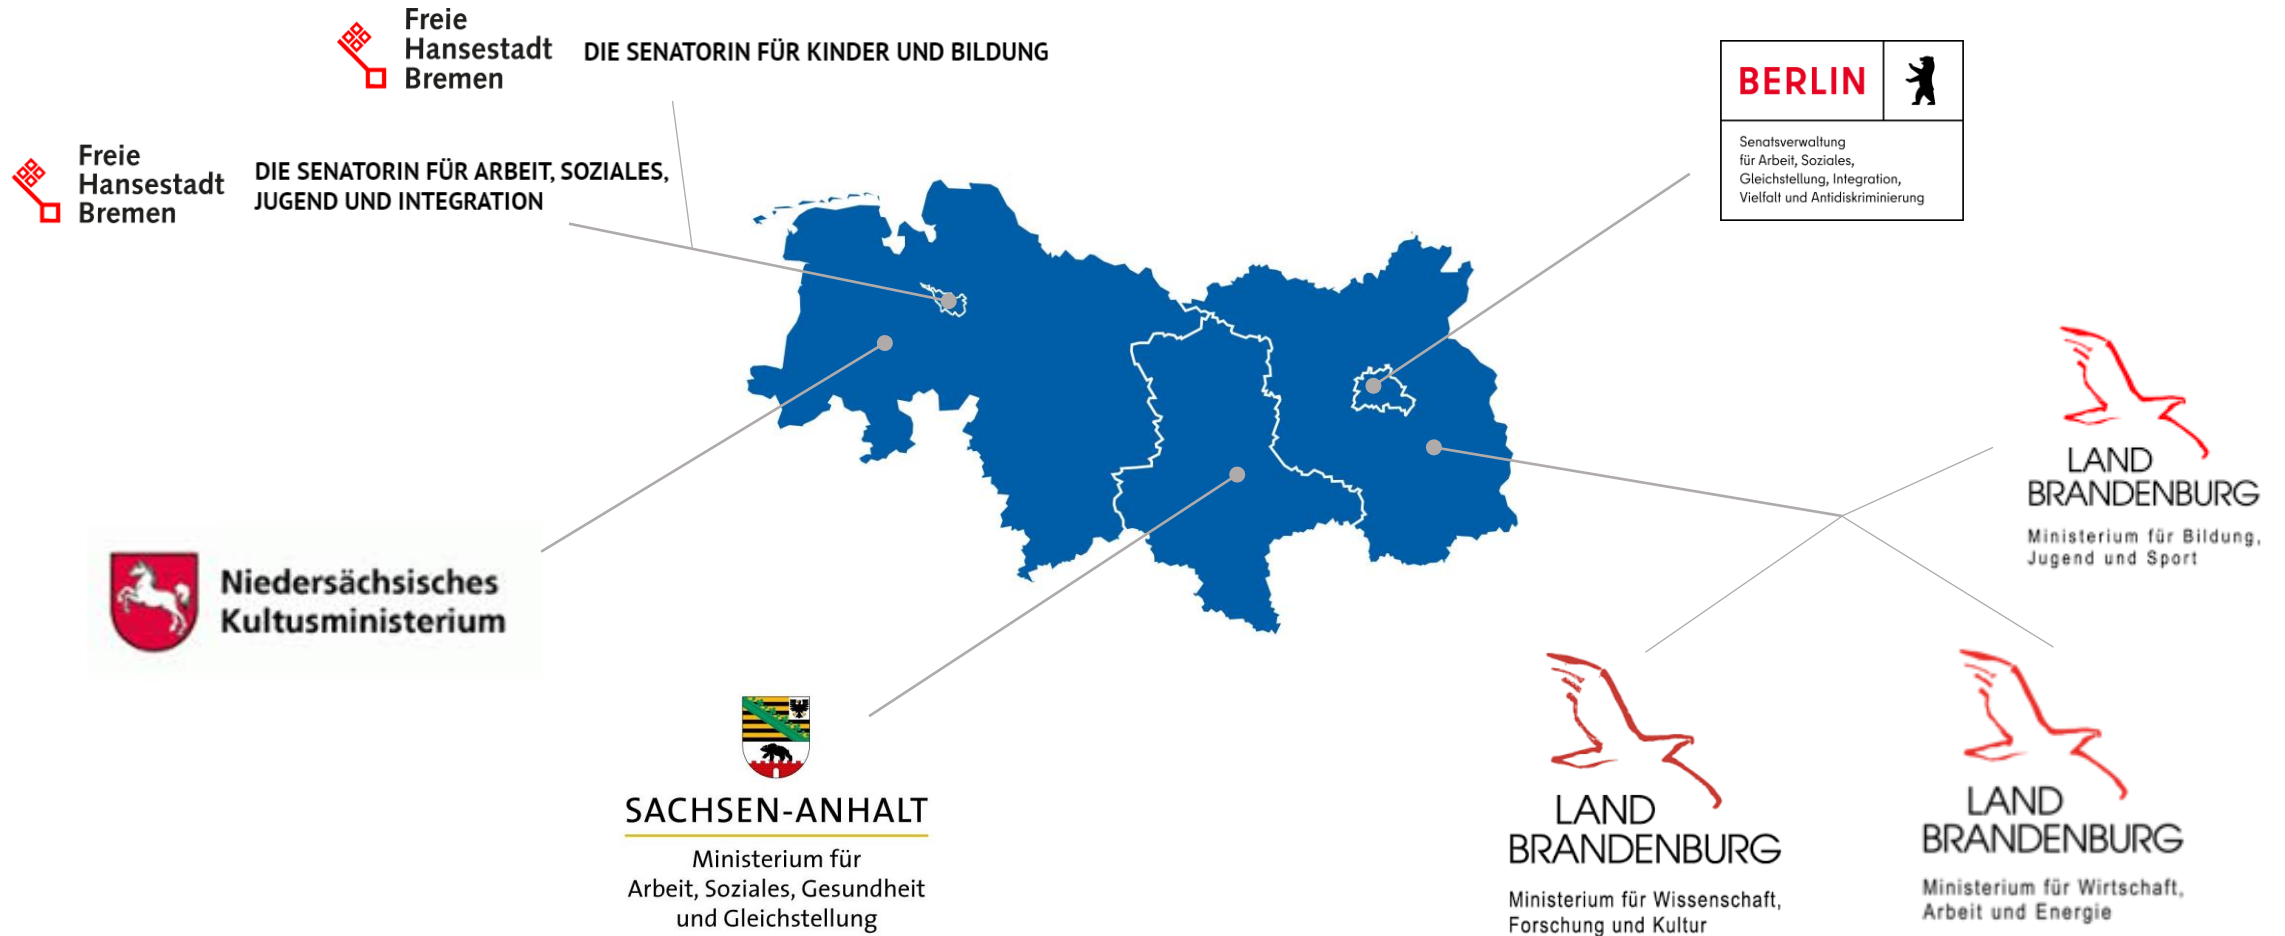 Freie
Hansestadt
Bremen
DIE SENATORIN FÜR KINDER UND BILDUNG
Freie
Hansestadt
Bremen
DIE SENATORIN FÜR ARBEIT, SOZIALES,
JUGEND UND INTEGRATION
BERLIN
Senatsverwaltung
für Arbeit, Soziales,
Gleichstellung, Integration,
Vielfalt und Antidiskriminierung
LAND
BRANDENBURG
Ministerium für Bildung,
Jugend und Sport
Niedersächsisches
Kultusministerium
SACHSEN-ANHALT
Ministerium für
Arbeit, Soziales, Gesundheit
und Gleichstellung
LAND
BRANDENBURG
Ministerium für Wissenschaft,
Forschung und Kultur
LAND
BRANDENBURG
Ministerium für Wirtschaft,
Arbeit und Energie